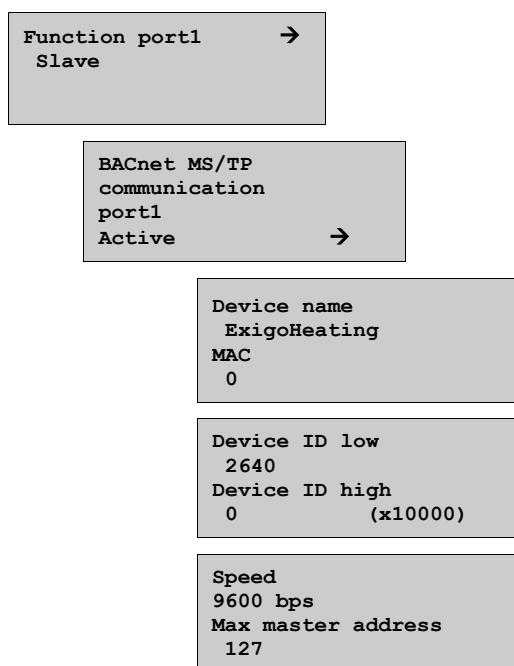 Function port1 →
Slave
BACnet MS/TP
communication
port1
Active →
Device name
ExigoHeating
MAC
0
Device ID low
2640
Device ID high
0 (x10000)
Speed
9600 bps
Max master address
127